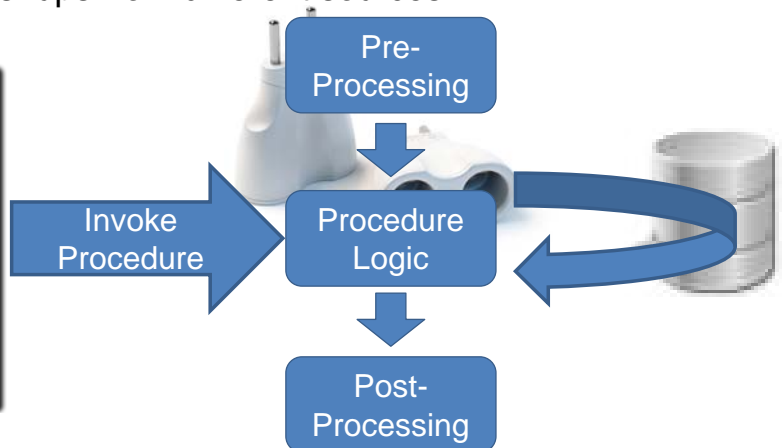 Pre-
Processing
Invoke
Procedure
Procedure
Logic
Post-
Processing